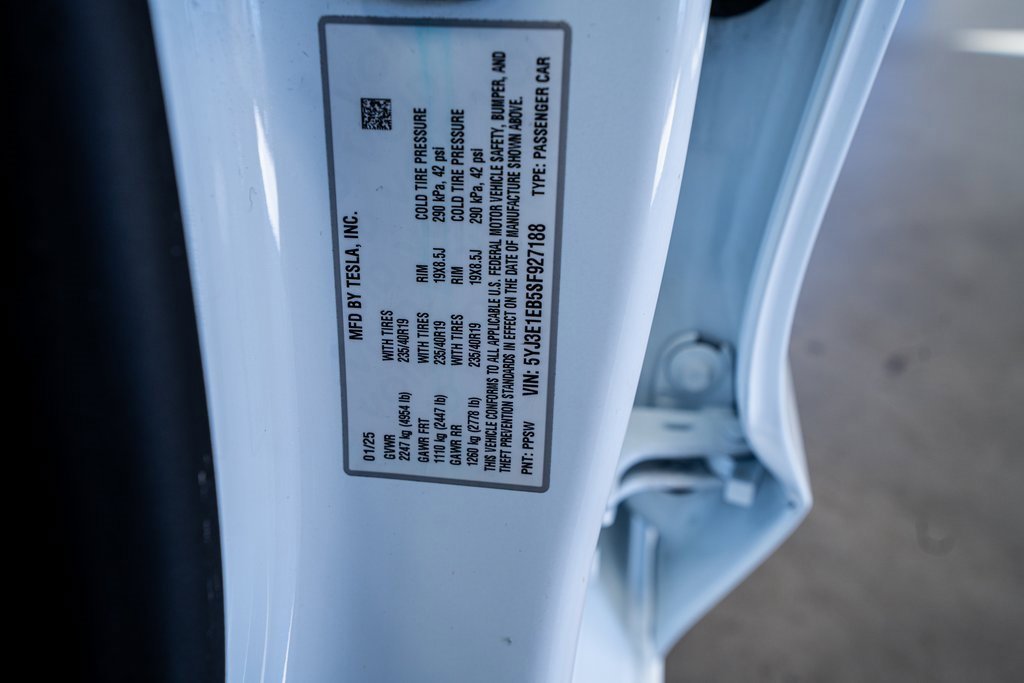 MFD BY TESLA, INC.
01/25
GVWR WITH TIRES
2247 kg (4954 lb) 235/40R19
GAWR FRT WITH TIRES RIM COLD TIRE PRESSURE
1110 kg (2447 lb) 235/40R19 19X8.5J 290 kPa, 42 psi
GAWR RR WITH TIRES RIM COLD TIRE PRESSURE
1260 kg (2778 lb) 235/40R19 19X8.5J 290 kPa, 42 psi
THIS VEHICLE CONFORMS TO ALL APPLICABLE U.S. FEDERAL MOTOR VEHICLE SAFETY, BUMPER, AND
THEFT PREVENTION STANDARDS IN EFFECT ON THE DATE OF MANUFACTURE SHOWN ABOVE.
PNT: PPSW VIN: 5YJ3E1EB5SF927188 TYPE: PASSENGER CAR